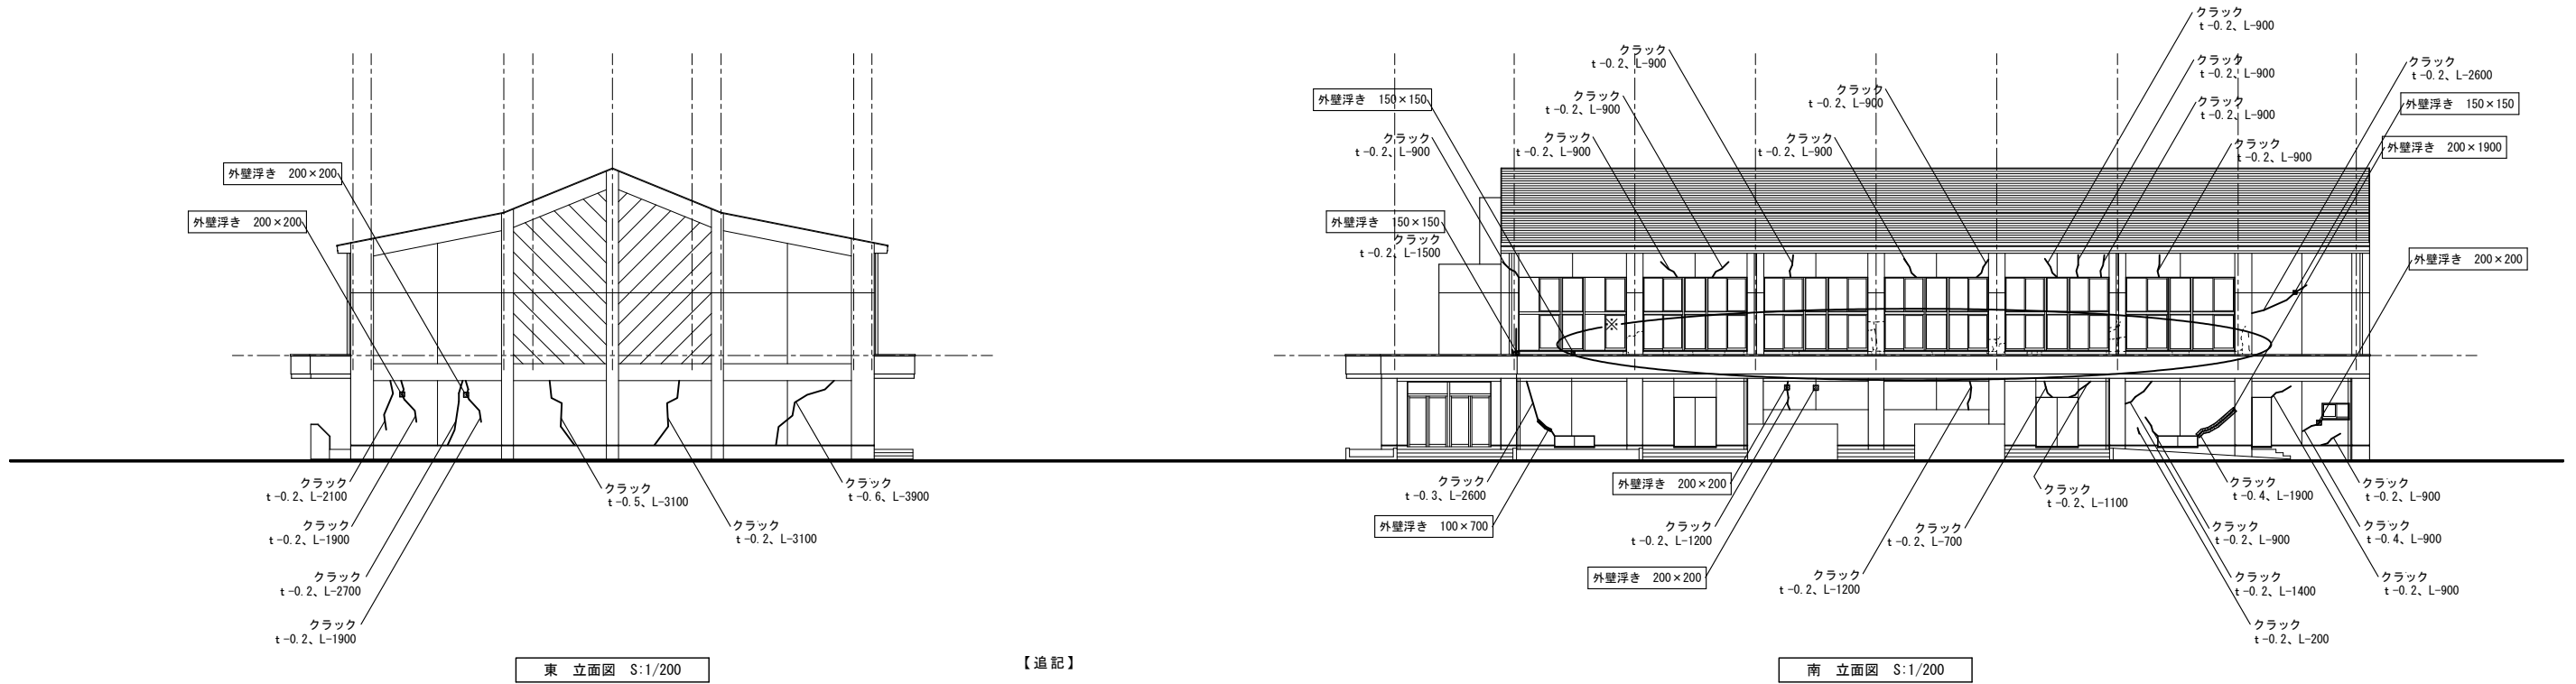 外壁浮き　200×200
外壁浮き　200×200
クラック
t-0.2、L-2100
クラック
t-0.2、L-1900
クラック
t-0.2、L-2700
クラック
t-0.2、L-1900
クラック
t-0.5、L-3100
クラック
t-0.2、L-3100
クラック
t-0.6、L-3900
東　立面図　S:1/200
【追記】
外壁浮き　150×150
クラック
t-0.2、L-900
外壁浮き　150×150
クラック
t-0.2、L-1500
クラック
t-0.2、L-900
クラック
t-0.2、L-900
クラック
t-0.2、L-900
クラック
t-0.2、L-900
クラック
t-0.2、L-900
クラック
t-0.2、L-900
クラック
t-0.2、L-900
クラック
t-0.2、L-900
クラック
t-0.2、L-900
クラック
t-0.2、L-2600
外壁浮き　150×150
外壁浮き　200×1900
外壁浮き　200×200
※
クラック
t-0.3、L-2600
外壁浮き　100×700
外壁浮き　200×200
クラック
t-0.2、L-1200
外壁浮き　200×200
クラック
t-0.2、L-1200
クラック
t-0.2、L-700
クラック
t-0.2、L-1100
クラック
t-0.4、L-1900
クラック
t-0.2、L-900
クラック
t-0.2、L-1400
クラック
t-0.2、L-200
クラック
t-0.2、L-900
クラック
t-0.4、L-900
クラック
t-0.2、L-900
南　立面図　S:1/200